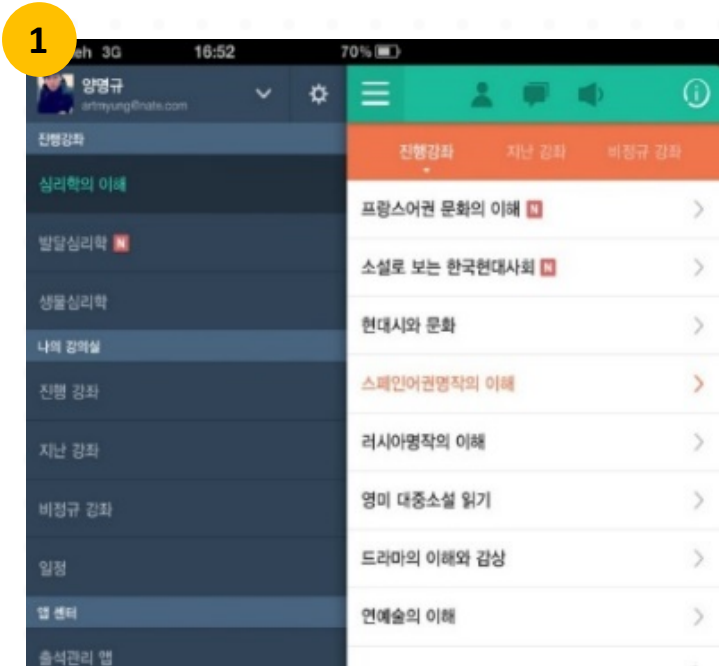 1
eh 3G 16:52 70%
양명규
artmyung@nate.com
진행강좌
심리학의 이해
발달심리학 N
생물심리학
나의 강의실
진행 강좌
지난 강좌
비정규 강좌
일정
앱 센터
출석관리 앱
진행강좌 지난 강좌 비정규 강좌
프랑스어권 문화의 이해 N
소설로 보는 한국현대사회 N
현대시와 문화
스페인어권명작의 이해
러시아명작의 이해
영미 대중소설 읽기
드라마의 이해와 감상
연예술의 이해